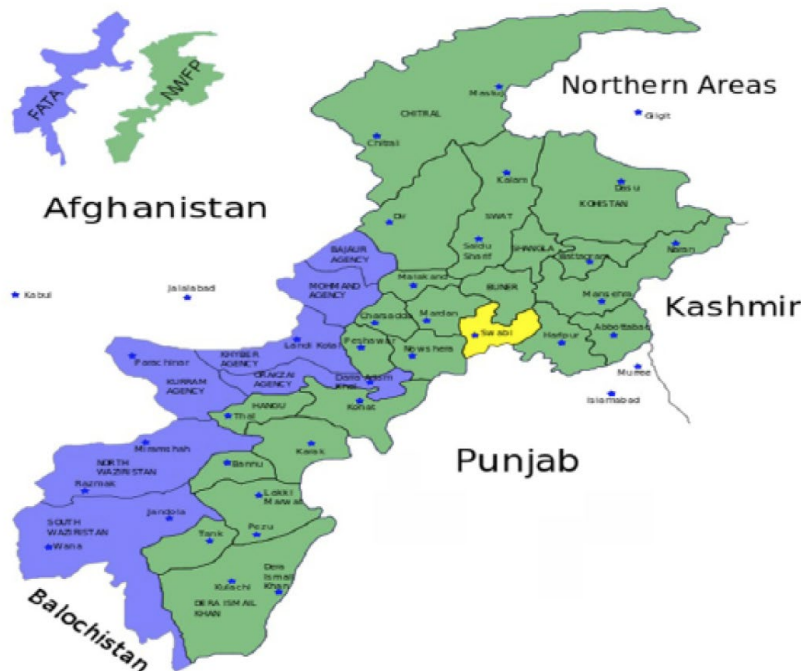 FATA
NWFP
Northern Areas
Mastuj
CHITRAL
Gilgit
Chitral
Kalam
Dasu
KOHISTAN
Afghanistan
Dir
SWAT
BAJAUR
AGENCY
Saidu
Sharif
SHANGLA
Battagram
Naran
MOHMAND
AGENCY
Malakand
BUNER
Mansehra
Kabul
Jalalabad
Kashmir
Charsadda
Mardan
Swabi
Haripur
Abbottabad
Landi Kotal
Peshawar
Nowshera
Parachinar
KHYBER
AGENCY
ORAKZAI
AGENCY
KURRAM
AGENCY
Darra Adam
Khel
Murree
Islamabad
HANGU
Kohat
Thal
Miramshah
Karak
Punjab
NORTH
WAZIRISTAN
Bannu
Razmak
Lakki
Marwat
Jandola
SOUTH
WAZIRISTAN
Pezu
Tank
Wana
Dera
Ismail
Khan
Kulachi
DERA ISMAIL
KHAN
Balochistan